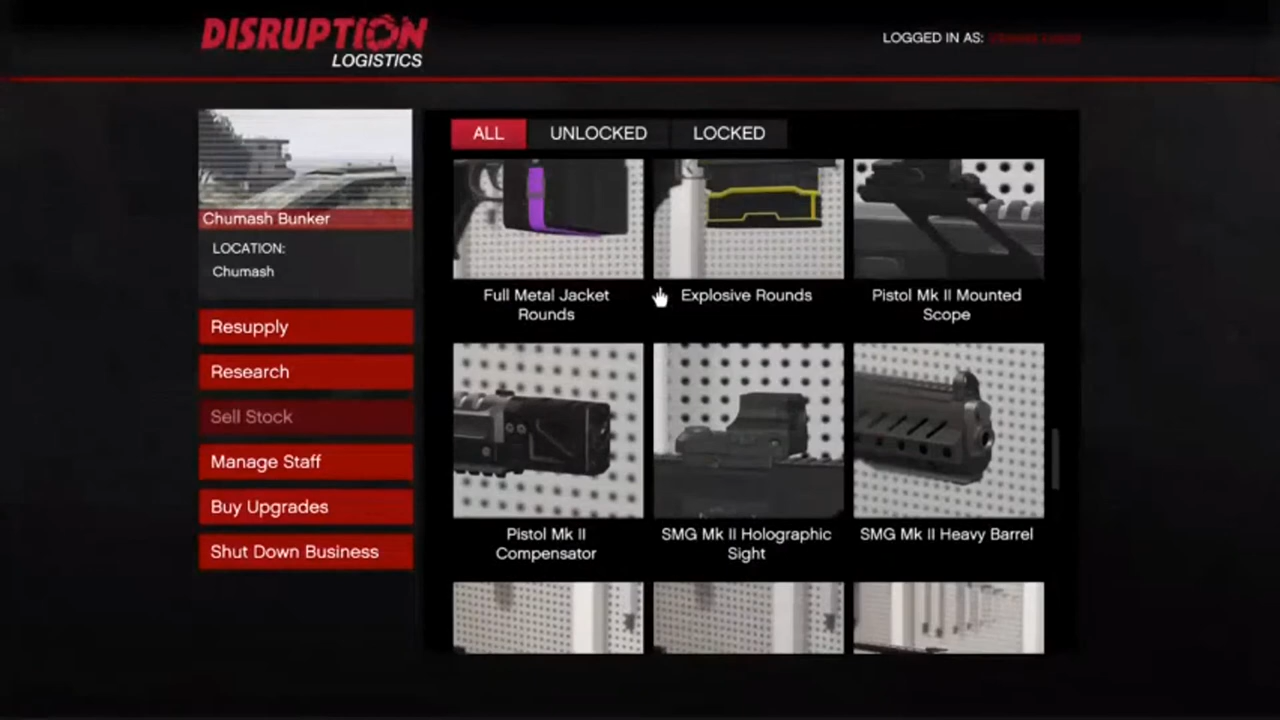 DISRUPTION
LOGISTICS
LOGGED IN AS:
Chumash Bunker
LOCATION:
Chumash
Resupply
Research
Sell Stock
Manage Staff
Buy Upgrades
Shut Down Business
ALL
UNLOCKED
LOCKED
Full Metal Jacket
Rounds
Explosive Rounds
Pistol Mk II Mounted
Scope
Pistol Mk II
Compensator
SMG Mk II Holographic
Sight
SMG Mk II Heavy Barrel